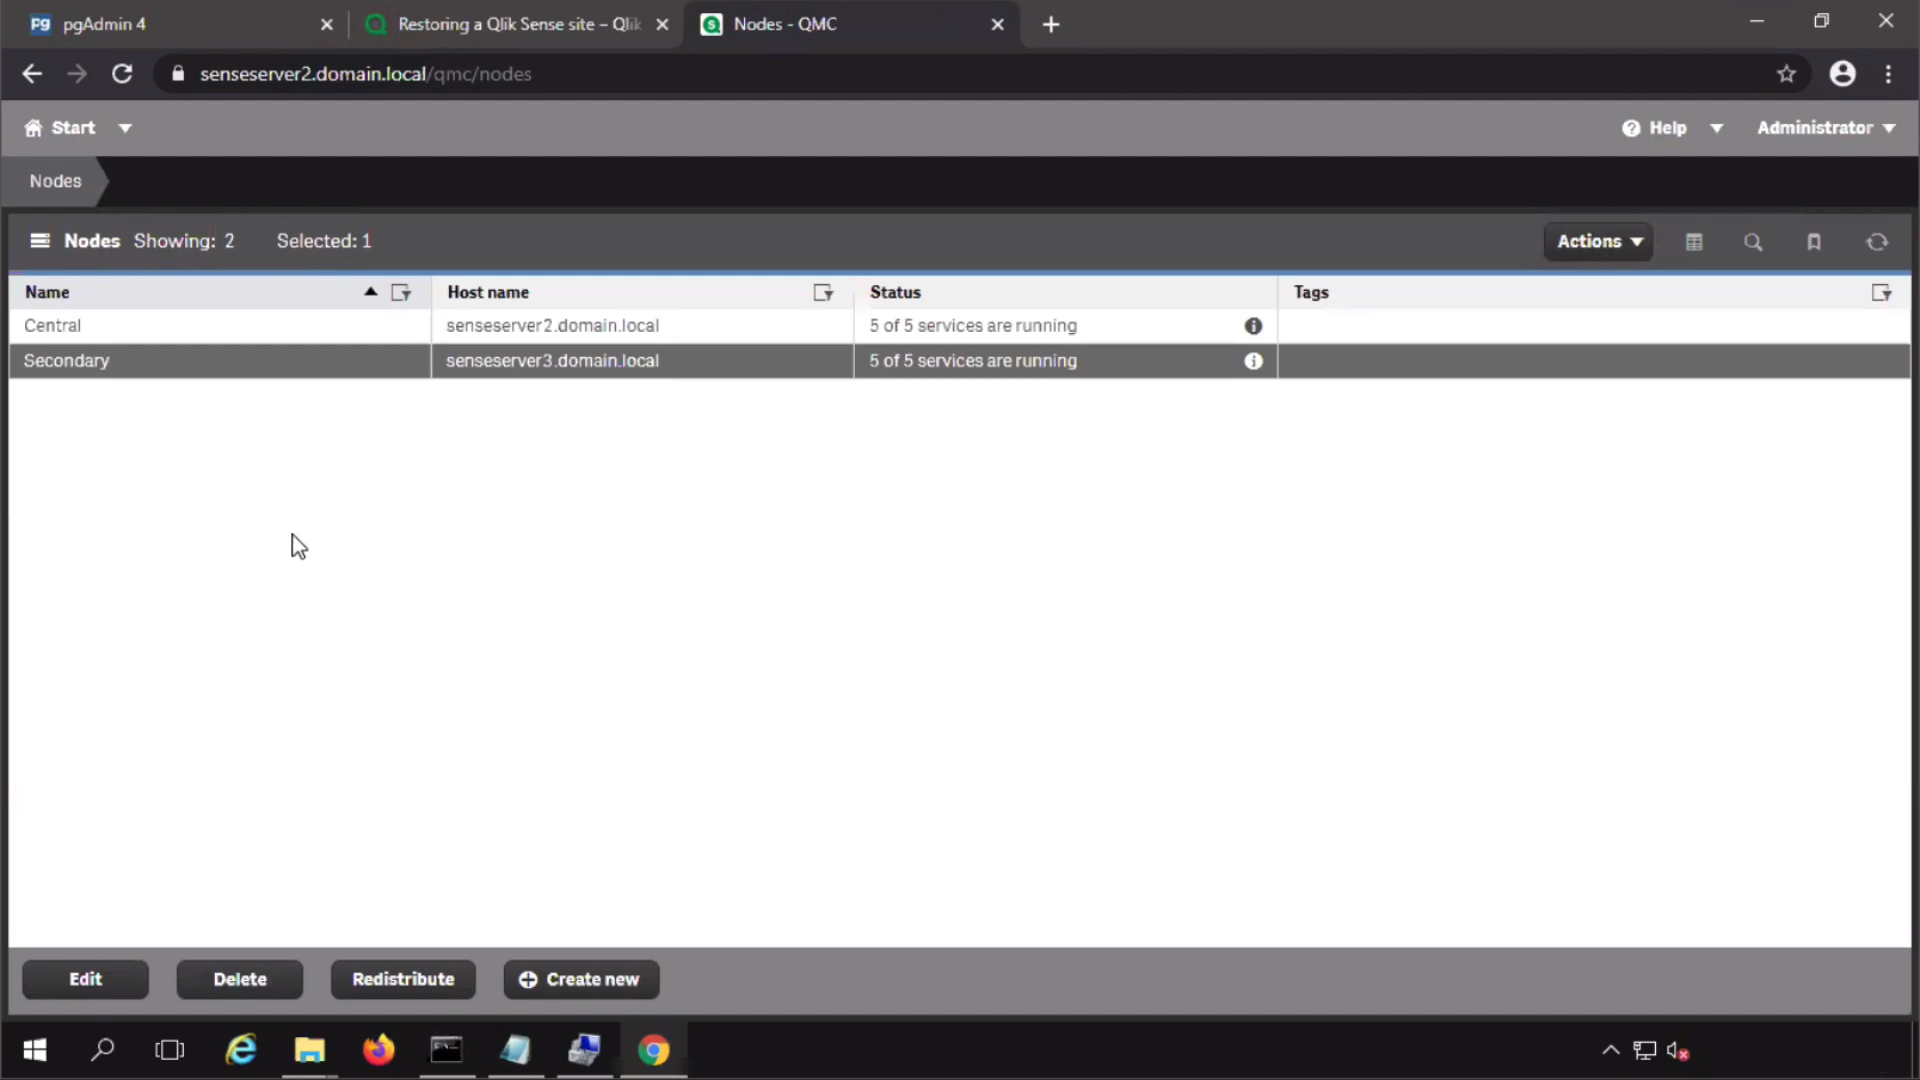 pgAdmin 4
Restoring a Qlik Sense site – Qlik
Nodes - QMC
senseserver2.domain.local/qmc/nodes
Start
Help
Administrator
Nodes
Nodes Showing: 2 Selected: 1
Actions
Name Host name Status Tags
Central senseserver2.domain.local 5 of 5 services are running
Secondary senseserver3.domain.local 5 of 5 services are running
Edit Delete Redistribute Create new